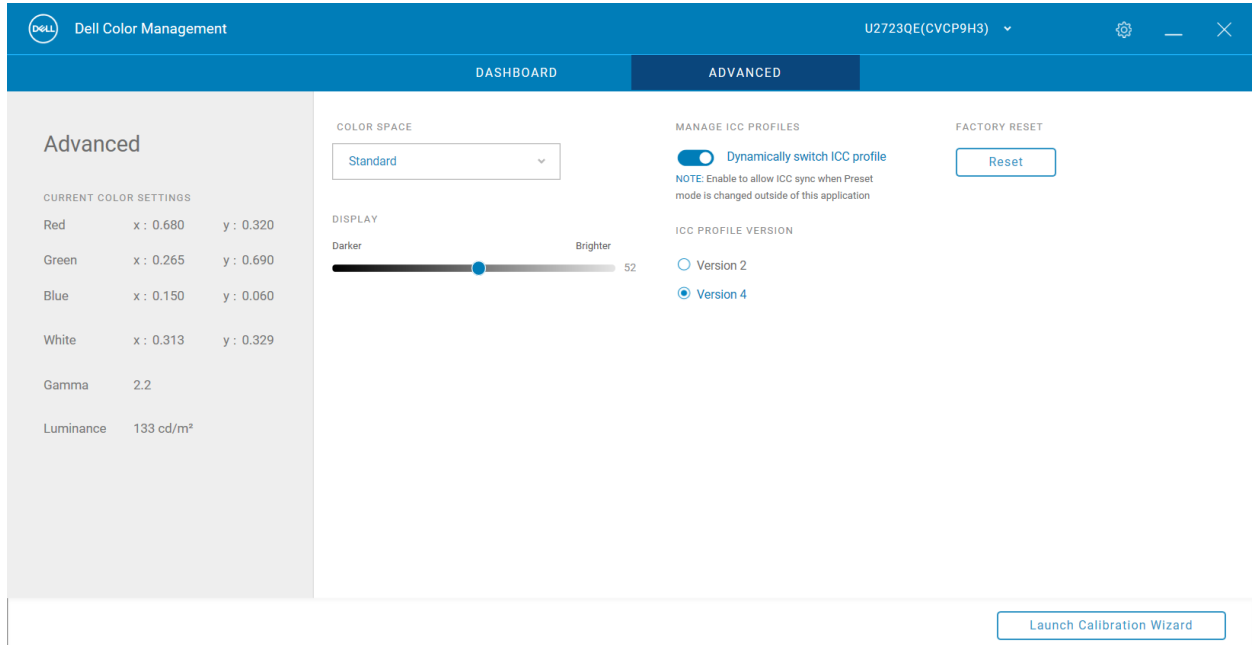 DELL
Dell Color Management
U2723QE(CVCP9H3)
DASHBOARD
ADVANCED
Advanced
CURRENT COLOR SETTINGS
Red x : 0.680 y : 0.320
Green x : 0.265 y : 0.690
Blue x : 0.150 y : 0.060
White x : 0.313 y : 0.329
Gamma 2.2
Luminance 133 cd/m²
COLOR SPACE
Standard
DISPLAY
Darker Brighter
52
MANAGE ICC PROFILES
Dynamically switch ICC profile
NOTE: Enable to allow ICC sync when Preset
mode is changed outside of this application
ICC PROFILE VERSION
Version 2
Version 4
FACTORY RESET
Reset
Launch Calibration Wizard